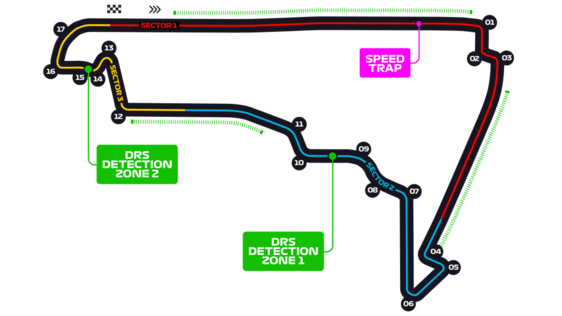 17
SECTOR 1
01
13
SPEED
TRAP
02
03
16
15
14
SECTOR 3
12
11
DRS
DETECTION
ZONE 2
10
09
SECTOR 2
08
07
DRS
DETECTION
ZONE 1
04
05
06